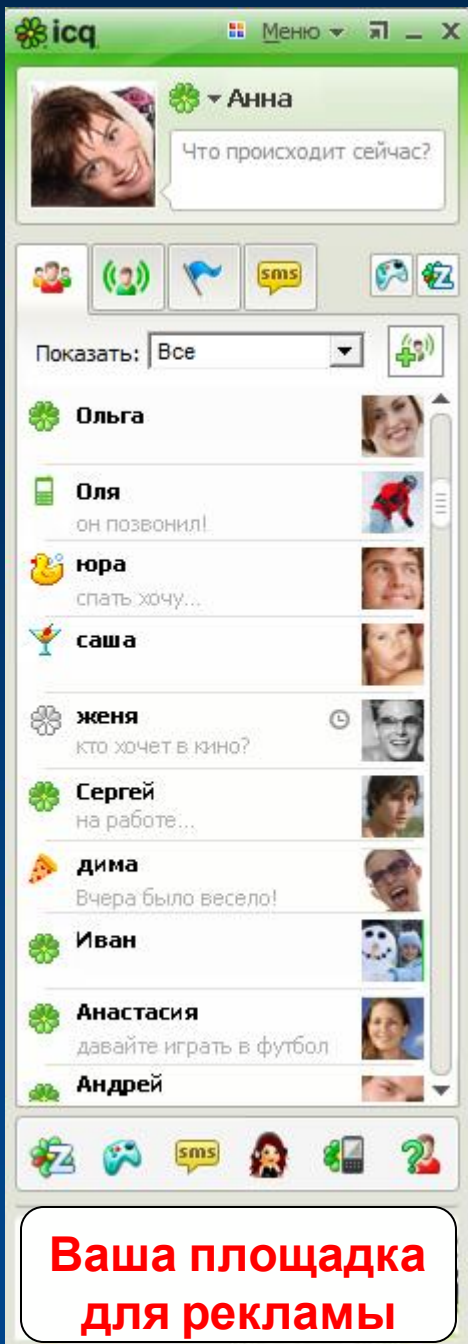 icq
Меню
Анна
Что происходит сейчас?
sms
Показать: Все
Ольга
Оля
он позвонил!
юра
спать хочу...
саша
женя
кто хочет в кино?
Сергей
на работе...
дима
Вчера было весело!
Иван
Анастасия
давайте играть в футбол
Андрей
sms
Ваша площадка
для рекламы